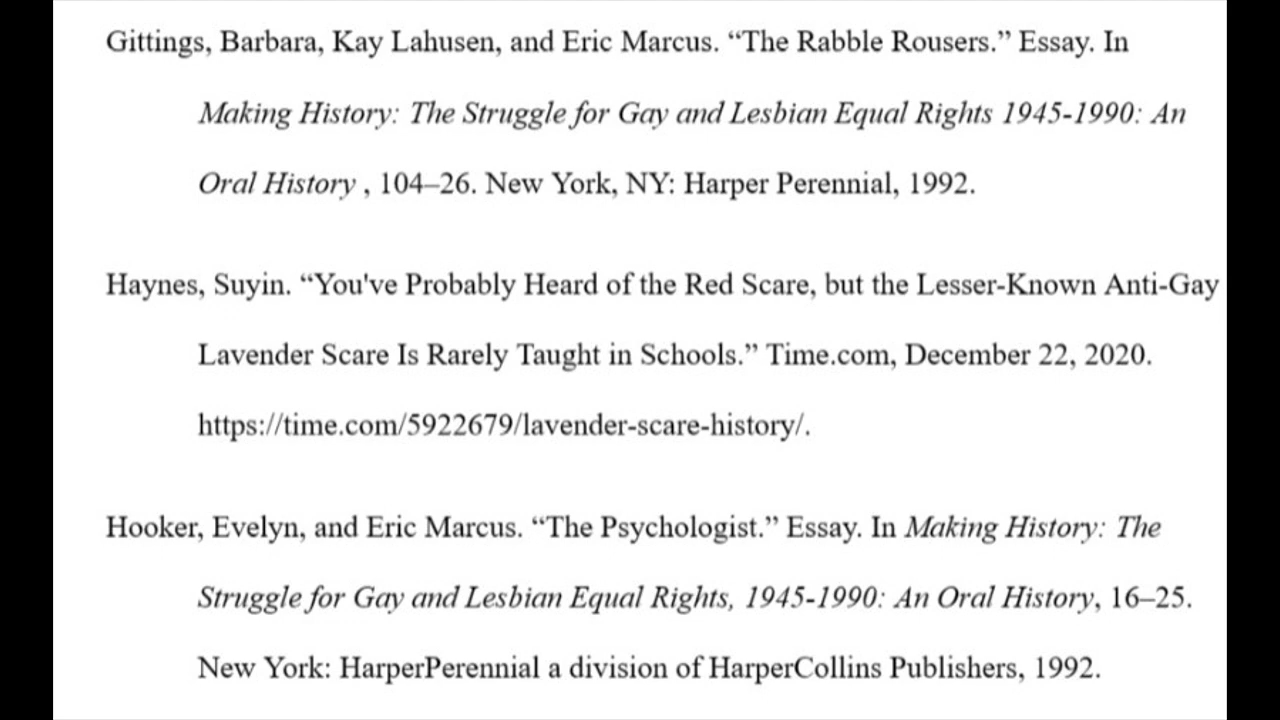 Gittings, Barbara, Kay Lahusen, and Eric Marcus. “The Rabble Rousers.” Essay. In
Making History: The Struggle for Gay and Lesbian Equal Rights 1945-1990: An
Oral History , 104–26. New York, NY: Harper Perennial, 1992.
Haynes, Suyin. “You've Probably Heard of the Red Scare, but the Lesser-Known Anti-Gay
Lavender Scare Is Rarely Taught in Schools.” Time.com, December 22, 2020.
https://time.com/5922679/lavender-scare-history/.
Hooker, Evelyn, and Eric Marcus. “The Psychologist.” Essay. In Making History: The
Struggle for Gay and Lesbian Equal Rights, 1945-1990: An Oral History, 16–25.
New York: HarperPerennial a division of HarperCollins Publishers, 1992.